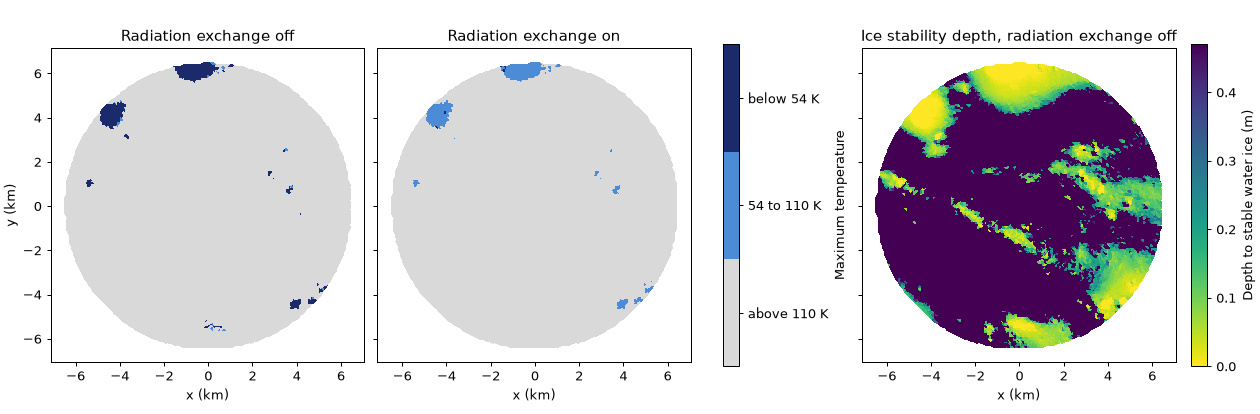 Radiation exchange off
Radiation exchange on
Ice stability depth, radiation exchange off
6
4
2
0
−2
−4
−6
y (km)
−6 −4 −2 0 2 4 6
x (km)
−6 −4 −2 0 2 4 6
x (km)
below 54 K
54 to 110 K
above 110 K
Maximum temperature
−6 −4 −2 0 2 4 6
x (km)
0.4
0.3
0.2
0.1
0.0
Depth to stable water ice (m)